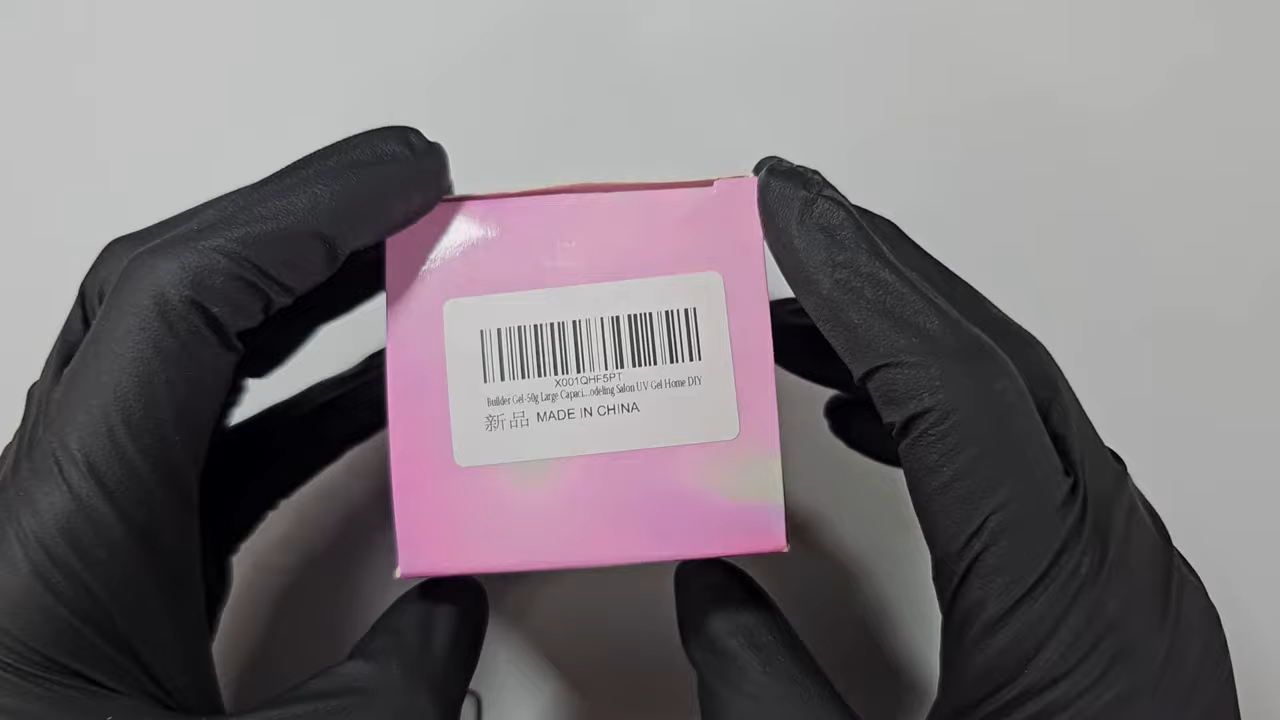 X001QHF5PT
Builder Gel-50g Large Capaci...odeling Salon UV Gel Home DIY
新品 MADE IN CHINA